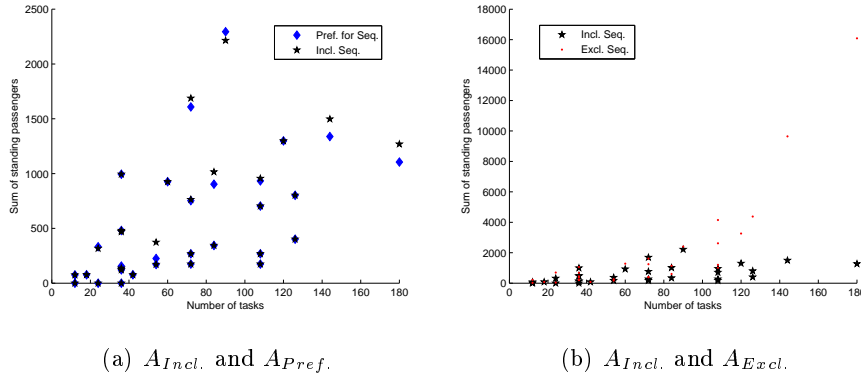 2500
2000
1500
1000
500
0
Sum of standing passengers
0 20 40 60 80 100 120 140 160 180
Number of tasks
Pref. for Seq.
Incl. Seq.
(a) A_{Incl.} and A_{Pref.}
18000
16000
14000
12000
10000
8000
6000
4000
2000
0
Sum of standing passengers
0 20 40 60 80 100 120 140 160 180
Number of tasks
Incl. Seq.
Excl. Seq.
(b) A_{Incl.} and A_{Excl.}